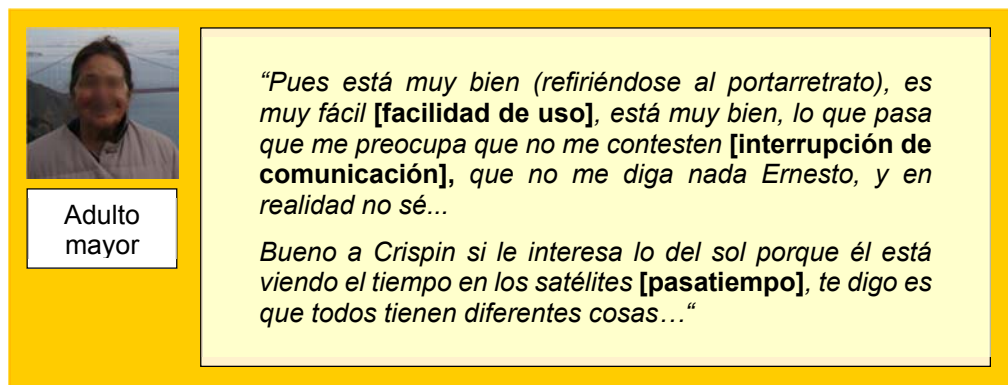 “Pues está muy bien (refiriéndose al portarretrato), es
muy fácil [facilidad de uso], está muy bien, lo que pasa
que me preocupa que no me contesten [interrupción de
comunicación], que no me diga nada Ernesto, y en
realidad no sé...
Bueno a Crispin si le interesa lo del sol porque él está
viendo el tiempo en los satélites [pasatiempo], te digo es
que todos tienen diferentes cosas…“
Adulto
mayor